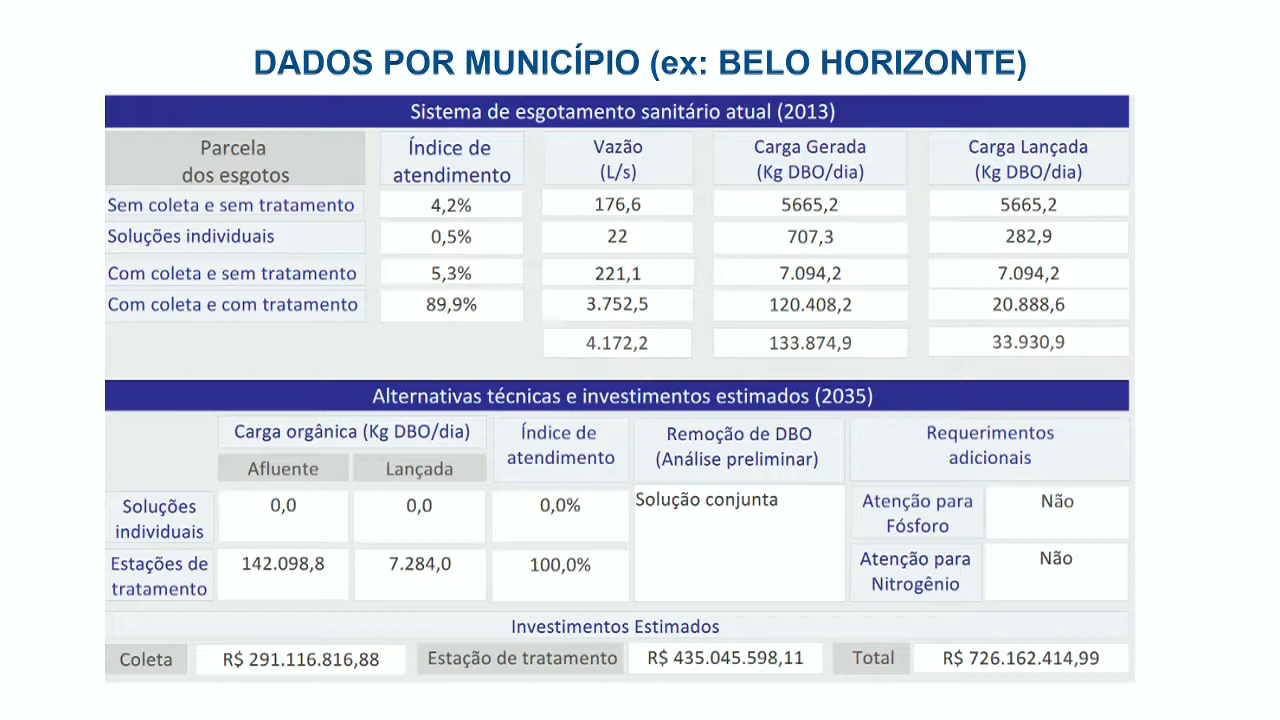 DADOS POR MUNICÍPIO (ex: BELO HORIZONTE)
Sistema de esgotamento sanitário atual (2013)
Parcela
dos esgotos
Índice de
atendimento
Vazão
(L/s)
Carga Gerada
(Kg DBO/dia)
Carga Lançada
(Kg DBO/dia)
Sem coleta e sem tratamento 4,2% 176,6 5665,2 5665,2
Soluções individuais 0,5% 22 707,3 282,9
Com coleta e sem tratamento 5,3% 221,1 7.094,2 7.094,2
Com coleta e com tratamento 89,9% 3.752,5 120.408,2 20.888,6
4.172,2 133.874,9 33.930,9
Alternativas técnicas e investimentos estimados (2035)
Carga orgânica (Kg DBO/dia)
Afluente Lançada
Índice de
atendimento
Remoção de DBO
(Análise preliminar)
Requerimentos
adicionais
Soluções
individuais
0,0 0,0 0,0%
Solução conjunta
Atenção para
Fósforo
Não
Estações de
tratamento
142.098,8 7.284,0 100,0%
Atenção para
Nitrogênio
Não
Investimentos Estimados
Coleta R$ 291.116.816,88 Estação de tratamento R$ 435.045.598,11 Total R$ 726.162.414,99